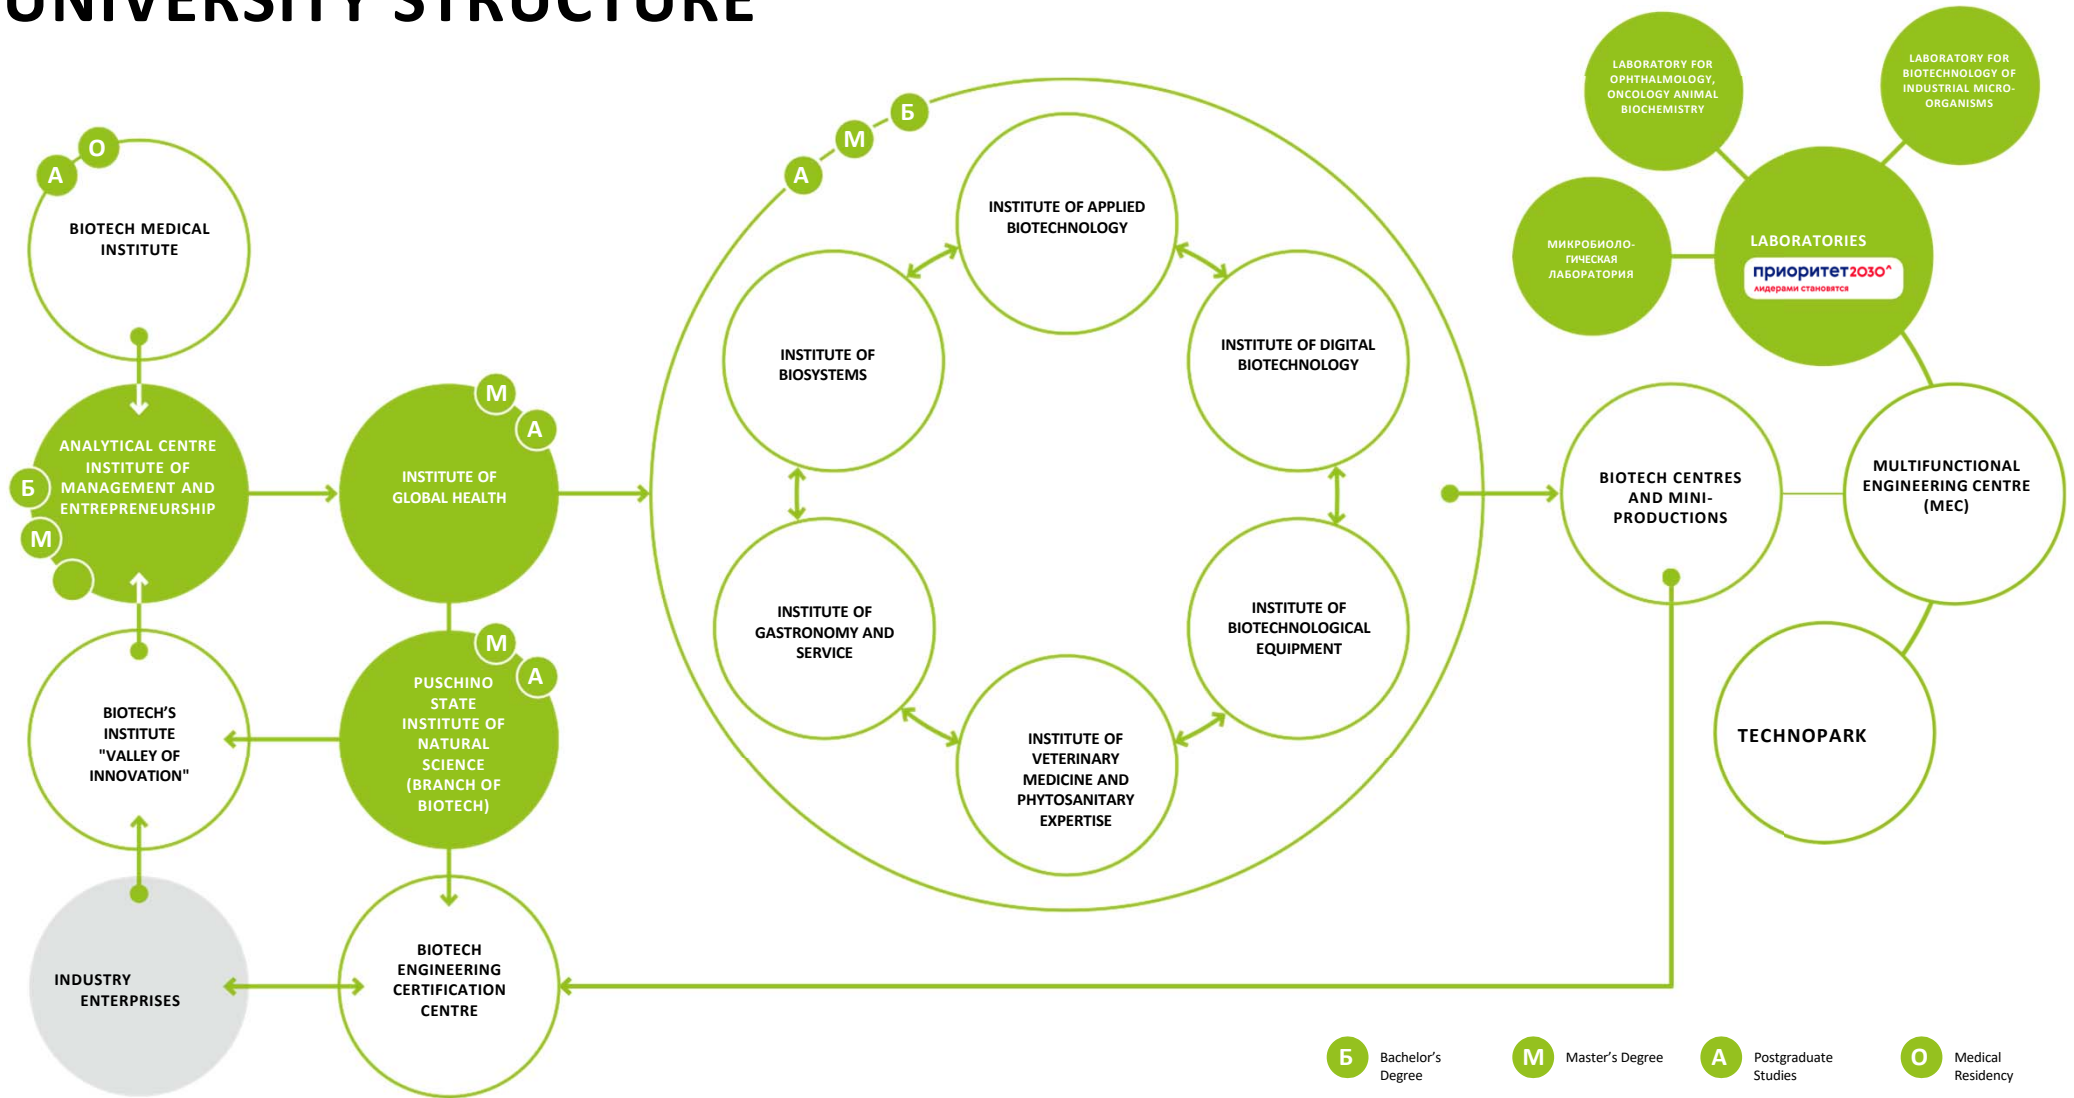 UNIVERSITY STRUCTURE
LABORATORY FOR
OPHTHALMOLOGY,
ONCOLOGY ANIMAL
BIOCHEMISTRY
LABORATORY FOR
BIOTECHNOLOGY OF
INDUSTRIAL MICRO-
ORGANISMS
МИКРОБИОЛО-
ГИЧЕСКАЯ
ЛАБОРАТОРИЯ
LABORATORIES
приоритет2030^
лидерами становятся
А
О
BIOTECH MEDICAL
INSTITUTE
Б
М
ANALYTICAL CENTRE
INSTITUTE OF
MANAGEMENT AND
ENTREPRENEURSHIP
М
А
INSTITUTE OF
GLOBAL HEALTH
BIOTECH'S
INSTITUTE
"VALLEY OF
INNOVATION"
М
А
PUSCHINO
STATE
INSTITUTE OF
NATURAL
SCIENCE
(BRANCH OF
BIOTECH)
INDUSTRY
ENTERPRISES
BIOTECH
ENGINEERING
CERTIFICATION
CENTRE
А
М
Б
INSTITUTE OF APPLIED
BIOTECHNOLOGY
INSTITUTE OF
BIOSYSTEMS
INSTITUTE OF DIGITAL
BIOTECHNOLOGY
INSTITUTE OF
GASTRONOMY AND
SERVICE
INSTITUTE OF
BIOTECHNOLOGICAL
EQUIPMENT
INSTITUTE OF
VETERINARY
MEDICINE AND
PHYTOSANITARY
EXPERTISE
BIOTECH CENTRES
AND MINI-
PRODUCTIONS
MULTIFUNCTIONAL
ENGINEERING CENTRE
(MEC)
TECHNOPARK
Б Bachelor's
Degree
М Master's Degree
А Postgraduate
Studies
О Medical
Residency